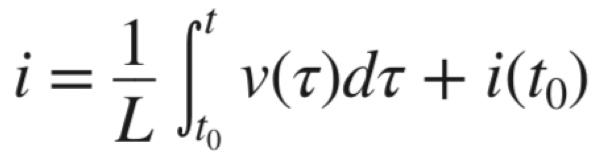 i = \frac{1}{L} \int_{t_0}^{t} v(\tau) d\tau + i(t_0)